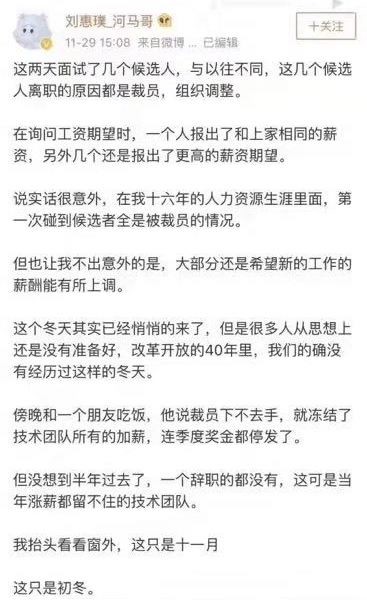 刘惠璞_河马哥
11-29 15:08 来自微博 ... 已编辑
+关注
这两天面试了几个候选人，与以往不同，这几个候选
人离职的原因都是裁员，组织调整。
在询问工资期望时，一个人报出了和上家相同的薪
资，另外几个还是报出了更高的薪资期望。
说实话很意外，在我十六年的人力资源生涯里面，第
一次碰到候选者全是被裁员的情况。
但也让我不出意外的是，大部分还是希望新的工作的
薪酬能有所上调。
这个冬天其实已经悄悄的来了，但是很多人从思想上
还是没有准备好，改革开放的40年里，我们的确没
有经历过这样的冬天。
傍晚和一个朋友吃饭，他说裁员下不去手，就冻结了
技术团队所有的加薪，连季度奖金都停发了。
但没想到半年过去了，一个辞职的都没有，这可是当
年涨薪都留不住的技术团队。
我抬头看看窗外，这只是十一月
这只是初冬。